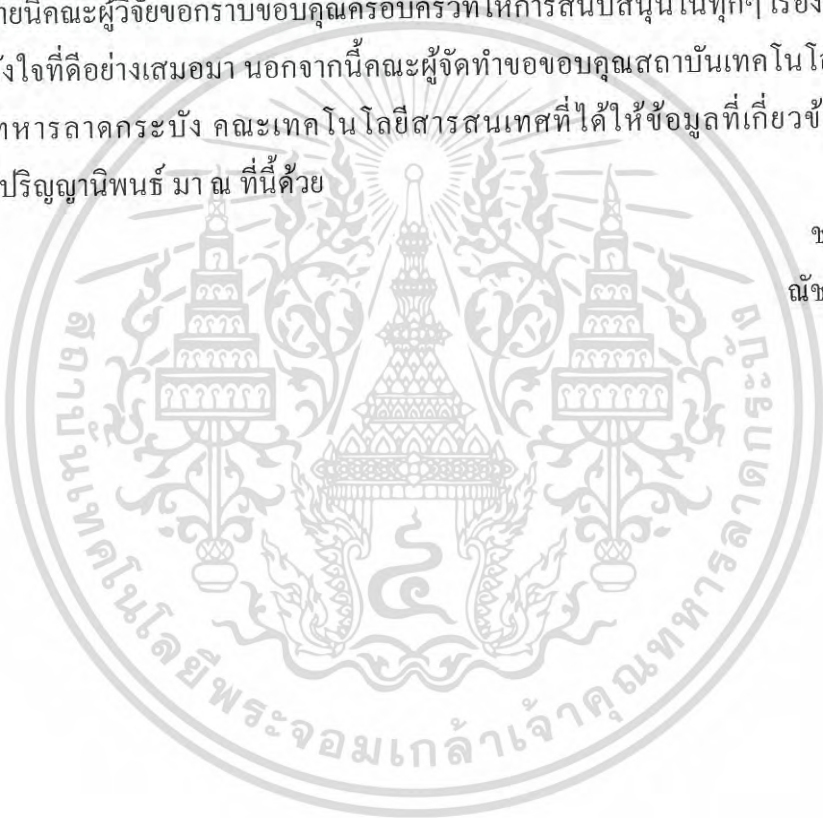 ายนี้คณะผู้วิจัยขอกราบขอบคุณครอบครัวที่ให้การสนับสนุนในทุกๆ เรื่อง
ังใจที่ดีอย่างเสมอมา นอกจากนี้คณะผู้จัดทำขอขอบคุณสถาบันเทคโนโล
ทหารลาดกระบัง คณะเทคโนโลยีสารสนเทศที่ได้ให้ข้อมูลที่เกี่ยวข้
ปริญญานิพนธ์ มา ณ ที่นี้ด้วย
ช
ณัช
สถาบันเทคโนโลยีพระจอมเกล้าเจ้าคุณทหารลาดกระบัง
๔